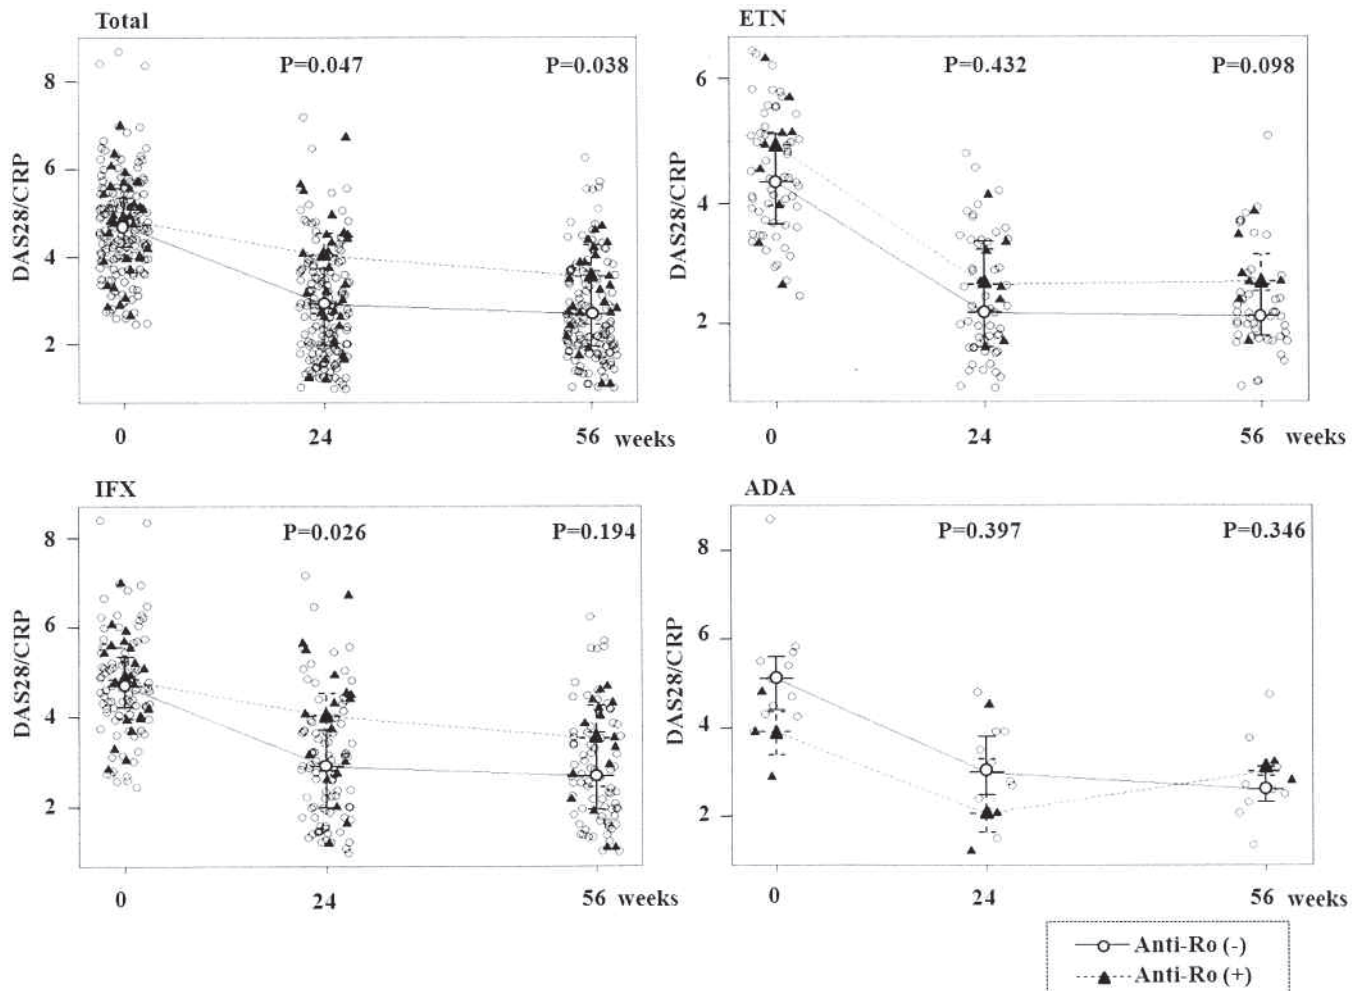 Total
P=0.047
P=0.038
8
6
4
2
DAS28/CRP
0
24
56
weeks
ETN
P=0.432
P=0.098
6
4
2
DAS28/CRP
0
24
56
weeks
IFX
P=0.026
P=0.194
8
6
4
2
DAS28/CRP
0
24
56
weeks
ADA
P=0.397
P=0.346
8
6
4
2
DAS28/CRP
0
24
56
weeks
Anti-Ro (-)
Anti-Ro (+)